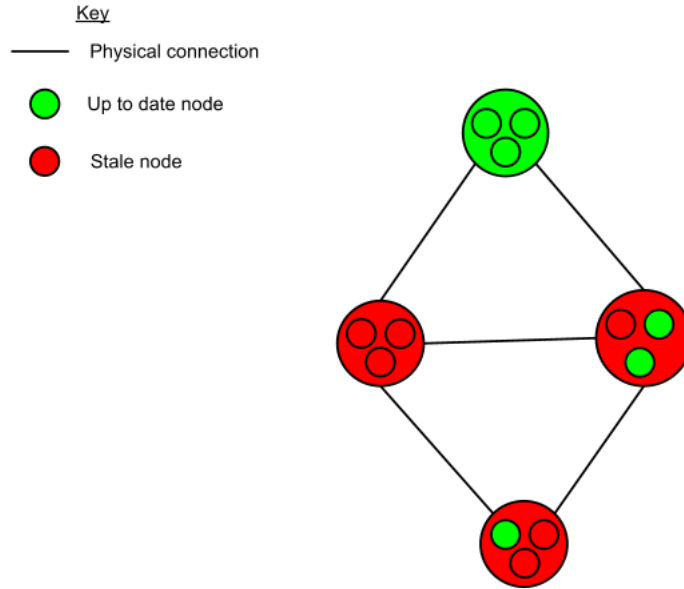 Key
Physical connection
Up to date node
Stale node